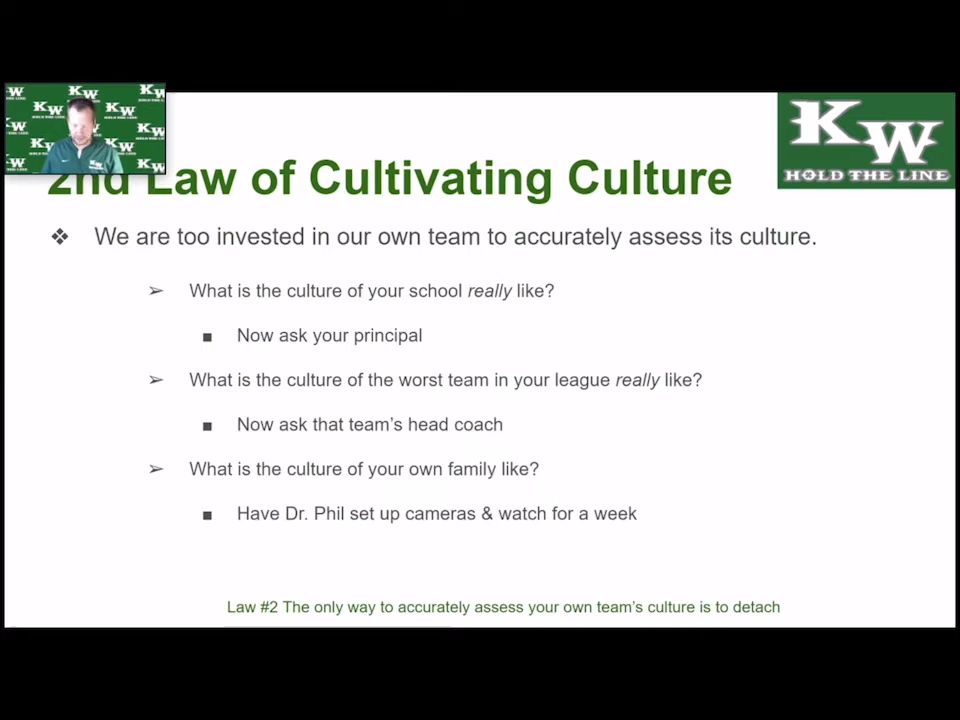 KW
HOLD THE LINE
2nd Law of Cultivating Culture
❖ We are too invested in our own team to accurately assess its culture.
➢ What is the culture of your school really like?
■ Now ask your principal
➢ What is the culture of the worst team in your league really like?
■ Now ask that team's head coach
➢ What is the culture of your own family like?
■ Have Dr. Phil set up cameras & watch for a week
Law #2 The only way to accurately assess your own team's culture is to detach